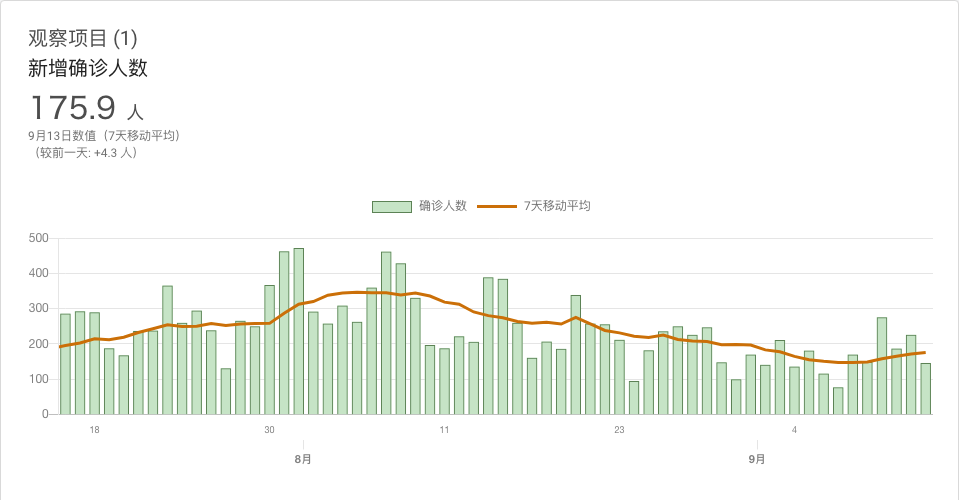 观察项目 (1)
新增确诊人数
175.9 人
9月13日数值（7天移动平均）
（较前一天: +4.3 人）
确诊人数 7天移动平均
500
400
300
200
100
0
18 30 11 23 4
8月 9月